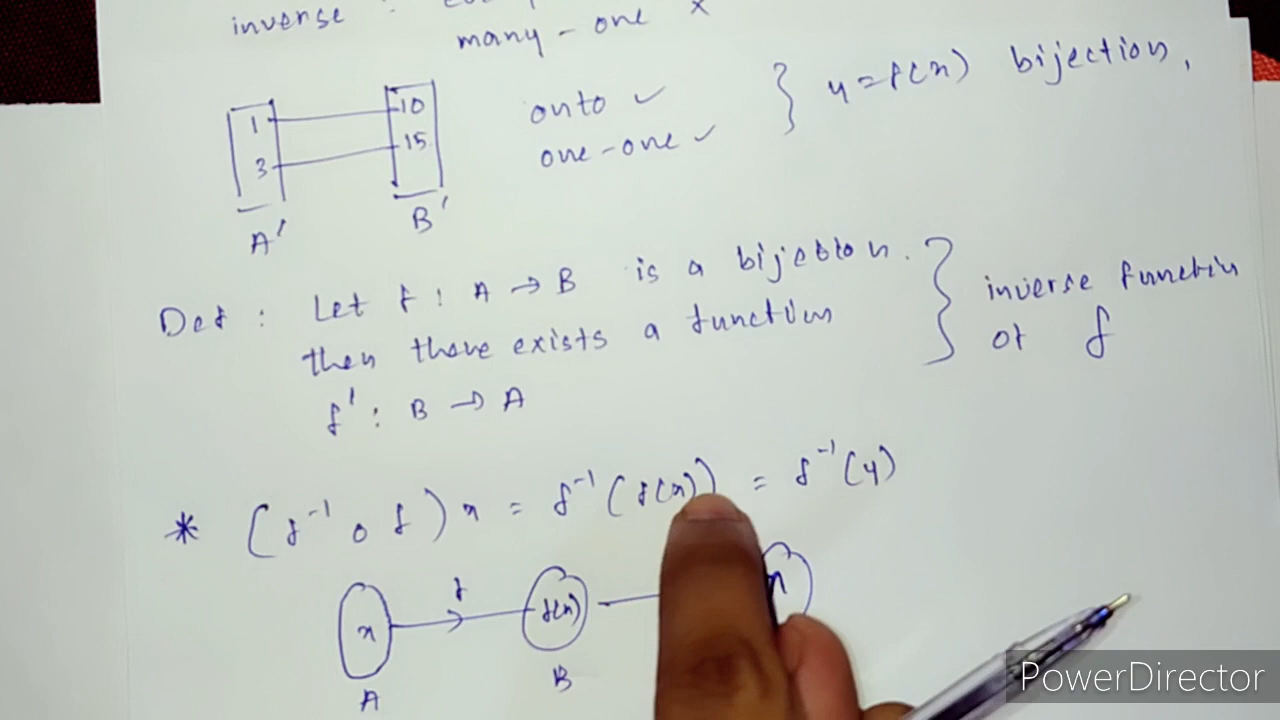 inverse :
many - one x
1 10
3 15
A' B'
onto ✓
one-one ✓
} y=f(x) bijection,
Def : Let f : A → B is a bijection.
then there exists a function
f' : B → A
} inverse function
of f
* (f⁻¹ o f) x = f⁻¹ (f(x)) = f⁻¹ (y)
x f f(x) x
A B
PowerDirector